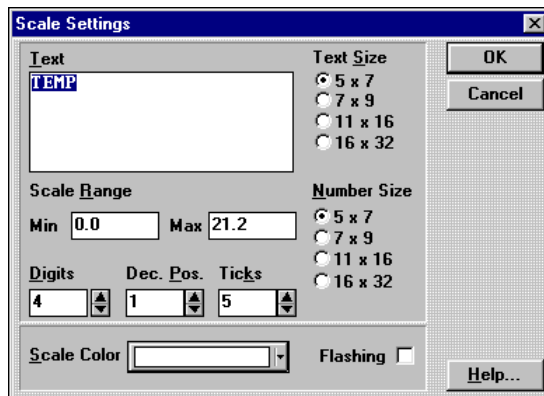 Scale Settings
Text
TEMP
Text Size
5 x 7
7 x 9
11 x 16
16 x 32
OK
Cancel
Scale Range
Min 0.0 Max 21.2
Number Size
5 x 7
7 x 9
11 x 16
16 x 32
Digits Dec. Pos. Ticks
4 1 5
Scale Color Flashing
Help...